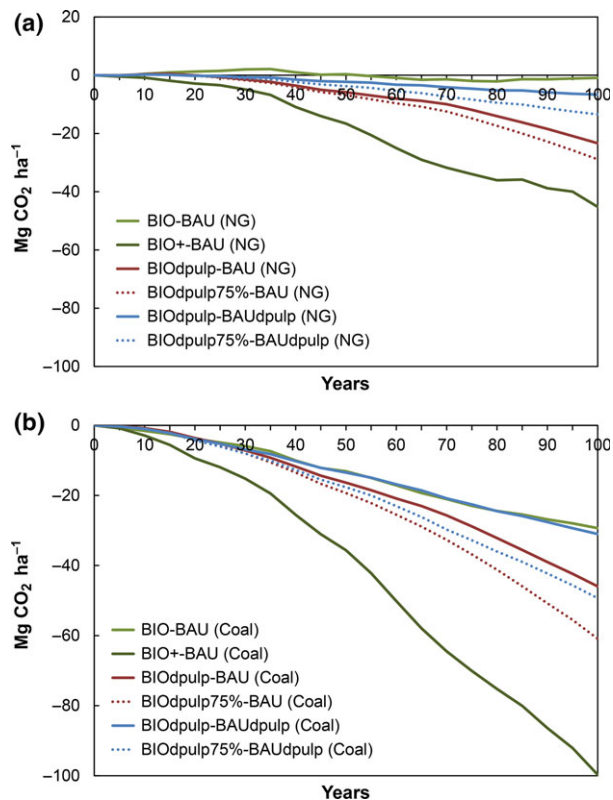 (a)
20
0
0 10 20 30 40 50 60 70 80 90 100
−20
−40
−60
−80
−100
Mg CO₂ ha⁻¹
BIO-BAU (NG)
BIO+-BAU (NG)
BIOdpulp-BAU (NG)
BIOdpulp75%-BAU (NG)
BIOdpulp-BAUdpulp (NG)
BIOdpulp75%-BAUdpulp (NG)
Years
(b)
0
0 10 20 30 40 50 60 70 80 90 100
−20
−40
−60
−80
−100
Mg CO₂ ha⁻¹
BIO-BAU (Coal)
BIO+-BAU (Coal)
BIOdpulp-BAU (Coal)
BIOdpulp75%-BAU (Coal)
BIOdpulp-BAUdpulp (Coal)
BIOdpulp75%-BAUdpulp (Coal)
Years